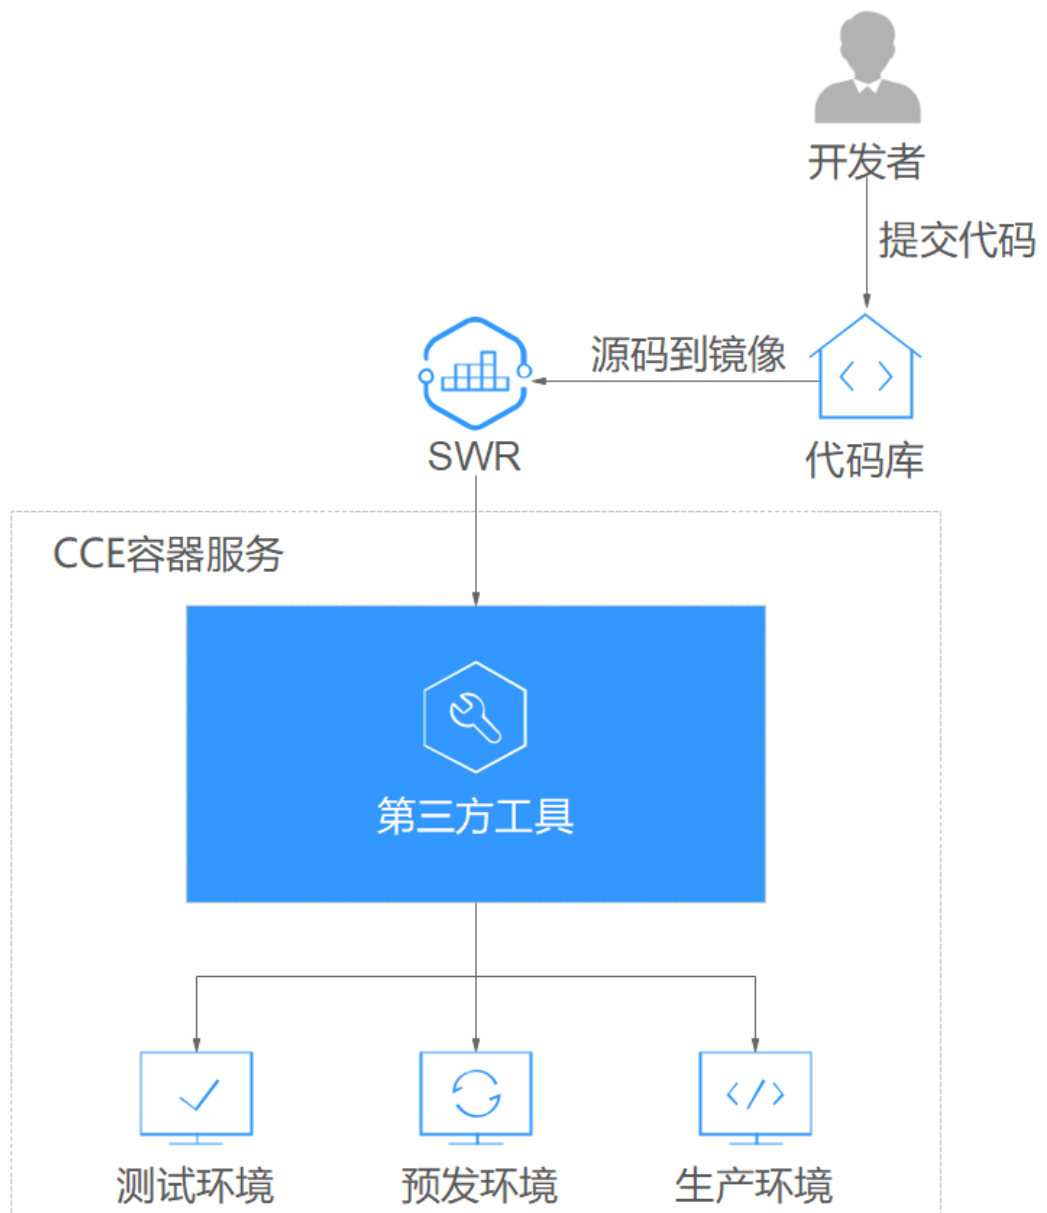 开发者
提交代码
源码到镜像
SWR
代码库
CCE容器服务
第三方工具
测试环境
预发环境
生产环境